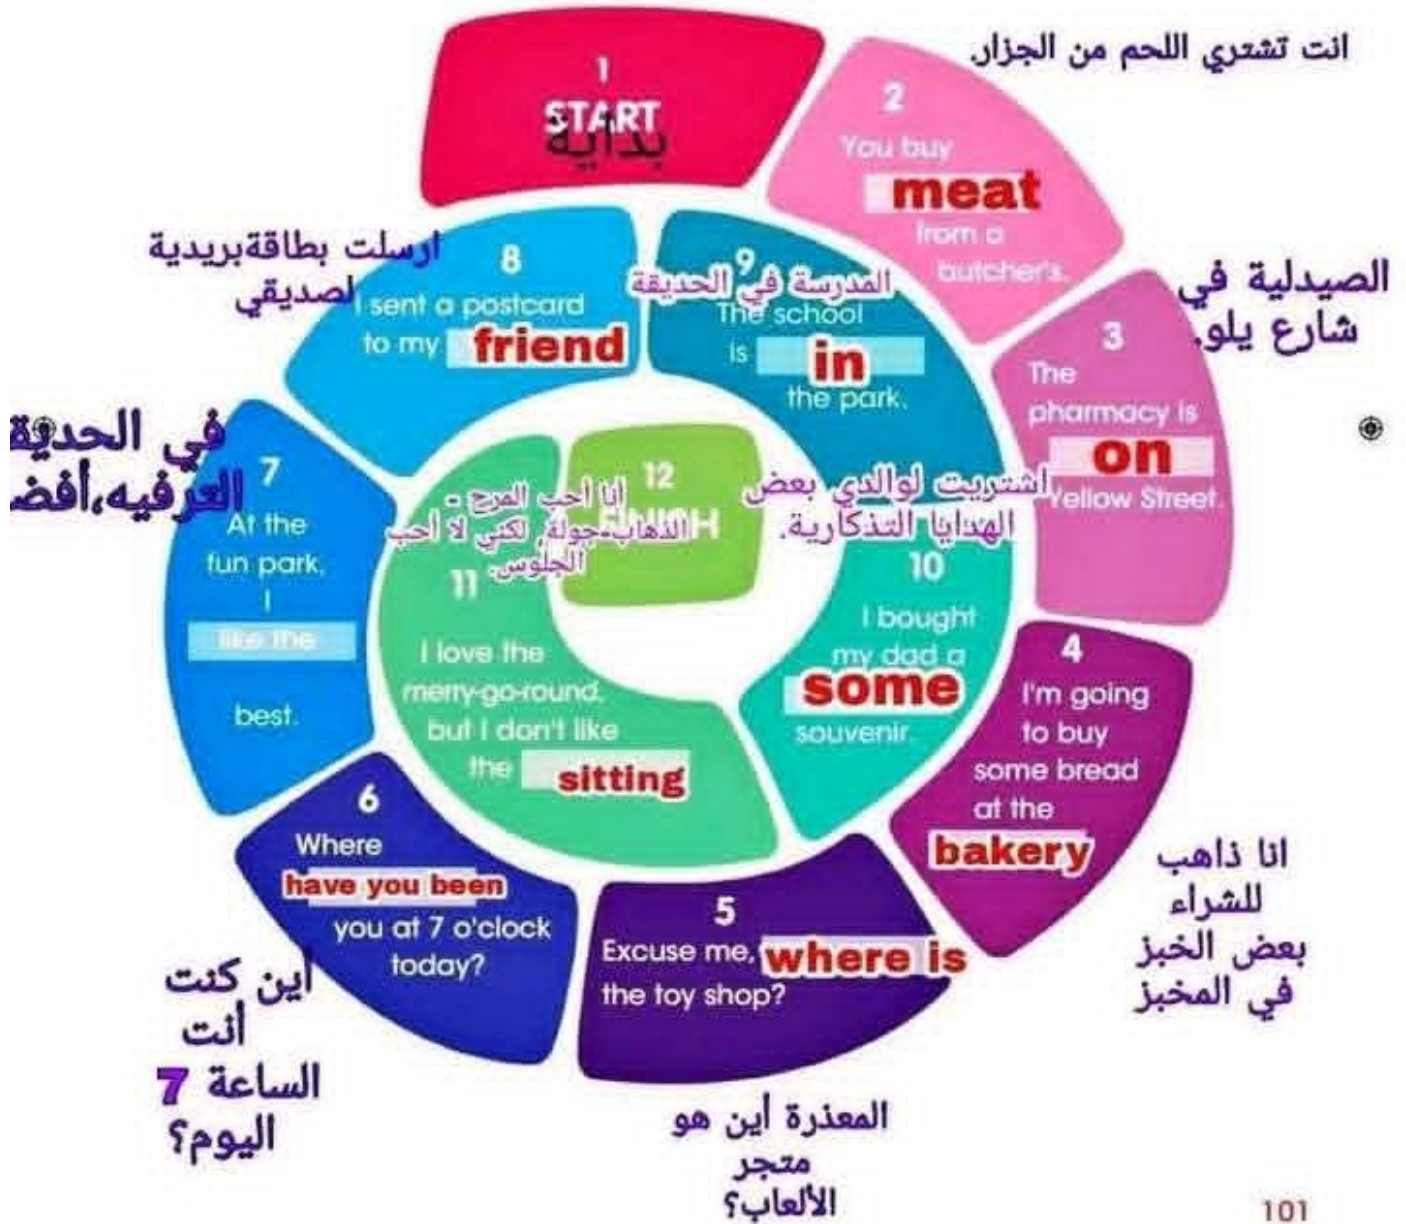 1
START
بداية
انت تشتري اللحم من الجزار.
2
You buy
meat
from a
butcher's.
الصيدلية في
شارع يلو.
3
The
pharmacy is
on
Yellow Street.
4
I'm going
to buy
some bread
at the
bakery
انا ذاهب
للشراء
بعض الخبز
في المخبز
5
Excuse me, where is
the toy shop?
المعذرة أين هو
متجر
الألعاب؟
6
Where
have you been
you at 7 o'clock
today?
أين كنت
أنت
الساعة 7
اليوم؟
في الحديقة
العرفيه،أفض
7
At the
fun park,
I
like the
best.
ارسلت بطاقةبريدية
لصديقي
8
I sent a postcard
to my friend
9
المدرسة في الحديقة
The school
is in
the park.
اشتريت لوالدي بعض
الهدايا التذكارية.
10
I bought
my dad a
some
souvenir.
أنا أحب المرح -
الذهاب-جولة, لكني لا أحب
الجلوس.
11
I love the
merry-go-round,
but I don't like
the sitting
12
FINISH
101